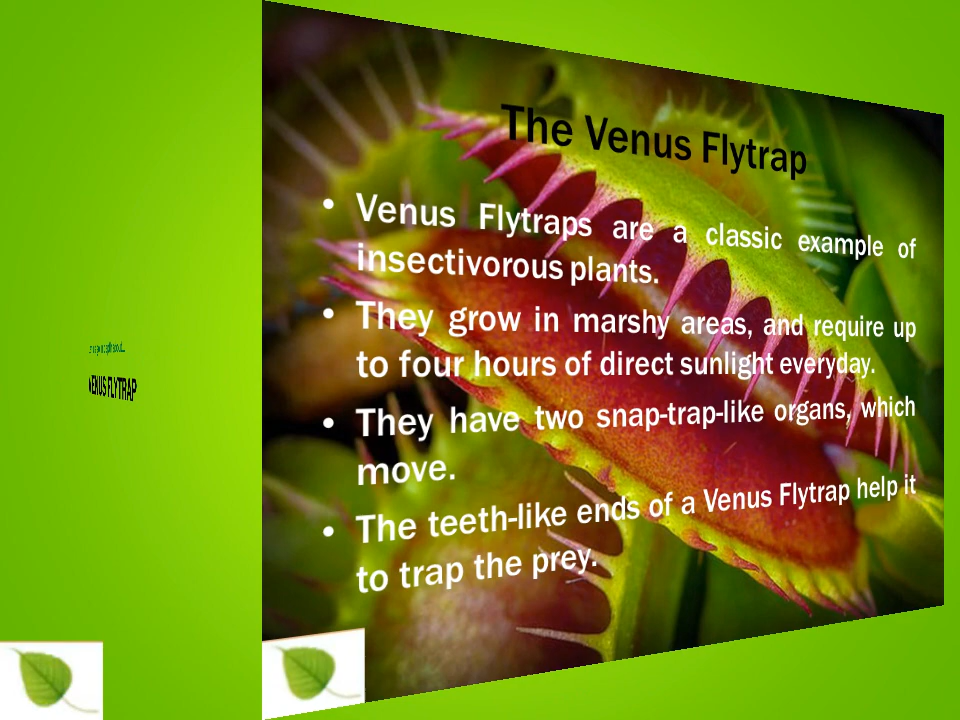 VENUS FLYTRAP
The Venus Flytrap
• Venus Flytraps are a classic example of
insectivorous plants.
• They grow in marshy areas, and require up
to four hours of direct sunlight everyday.
• They have two snap-trap-like organs, which
move.
• The teeth-like ends of a Venus Flytrap help it
to trap the prey.